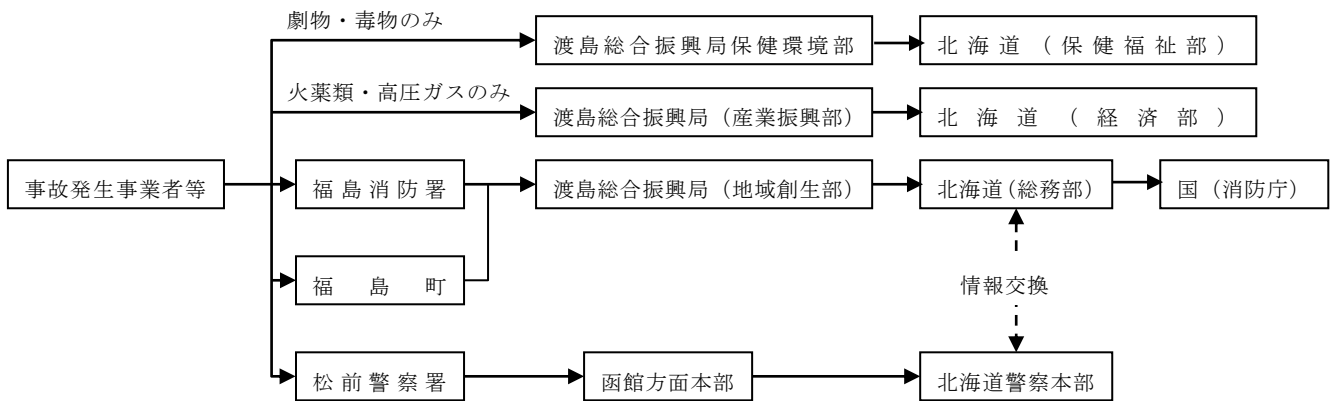 劇物・毒物のみ
渡島総合振興局保健環境部
北海道（保健福祉部）
火薬類・高圧ガスのみ
渡島総合振興局（産業振興部）
北海道（経済部）
事故発生事業者等
福島消防署
渡島総合振興局（地域創生部）
北海道（総務部）
国（消防庁）
福島町
情報交換
松前警察署
函館方面本部
北海道警察本部